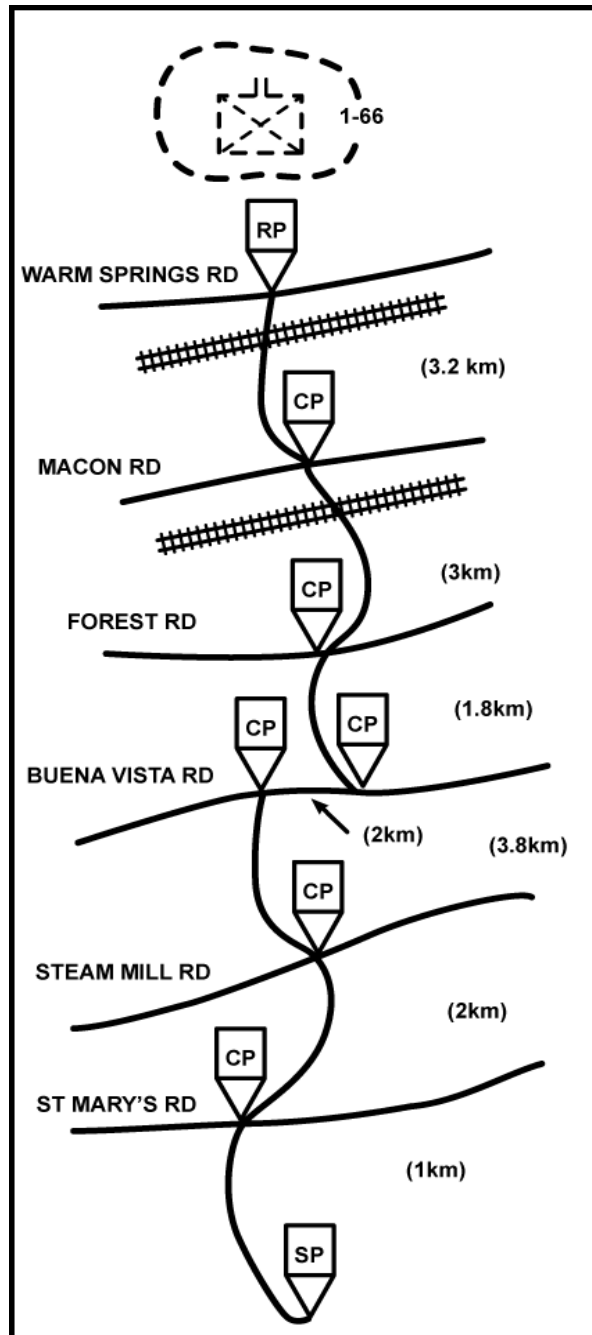 1-66
RP
WARM SPRINGS RD
(3.2 km)
CP
MACON RD
(3km)
CP
FOREST RD
(1.8km)
CP
CP
BUENA VISTA RD
(2km)
(3.8km)
CP
STEAM MILL RD
(2km)
CP
ST MARY'S RD
(1km)
SP